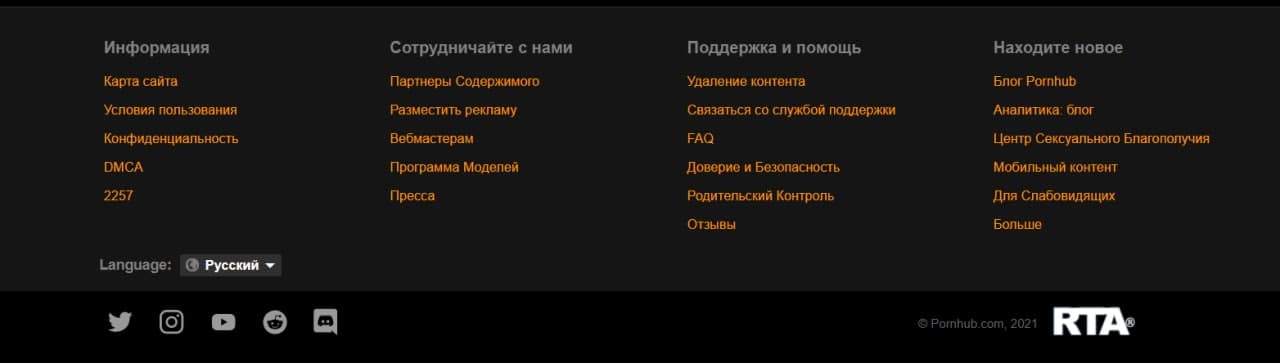 Информация
Карта сайта
Условия пользования
Конфиденциальность
DMCA
2257
Сотрудничайте с нами
Партнеры Содержимого
Разместить рекламу
Вебмастерам
Программа Моделей
Пресса
Поддержка и помощь
Удаление контента
Связаться со службой поддержки
FAQ
Доверие и Безопасность
Родительский Контроль
Отзывы
Находите новое
Блог Pornhub
Аналитика: блог
Центр Сексуального Благополучия
Мобильный контент
Для Слабовидящих
Больше
Language: Русский
© Pornhub.com, 2021 RTA®